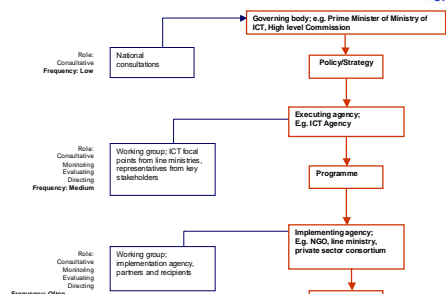 Governing body; e.g. Prime Minister of Ministry of
ICT, High level Commission
Role:
Consultative
Frequency: Low
National
consultations
Policy/Strategy
Executing agency;
E.g. ICT Agency
Role:
Consultative
Monitoring
Evaluating
Directing
Frequency: Medium
Working group; ICT focal
points from line ministries,
representatives from key
stakeholders
Programme
Implementing agency;
E.g. NGO, line ministry,
private sector consortium
Role:
Consultative
Monitoring
Evaluating
Directing
Frequency: Often
Working group;
implementation agency,
partners and recipients